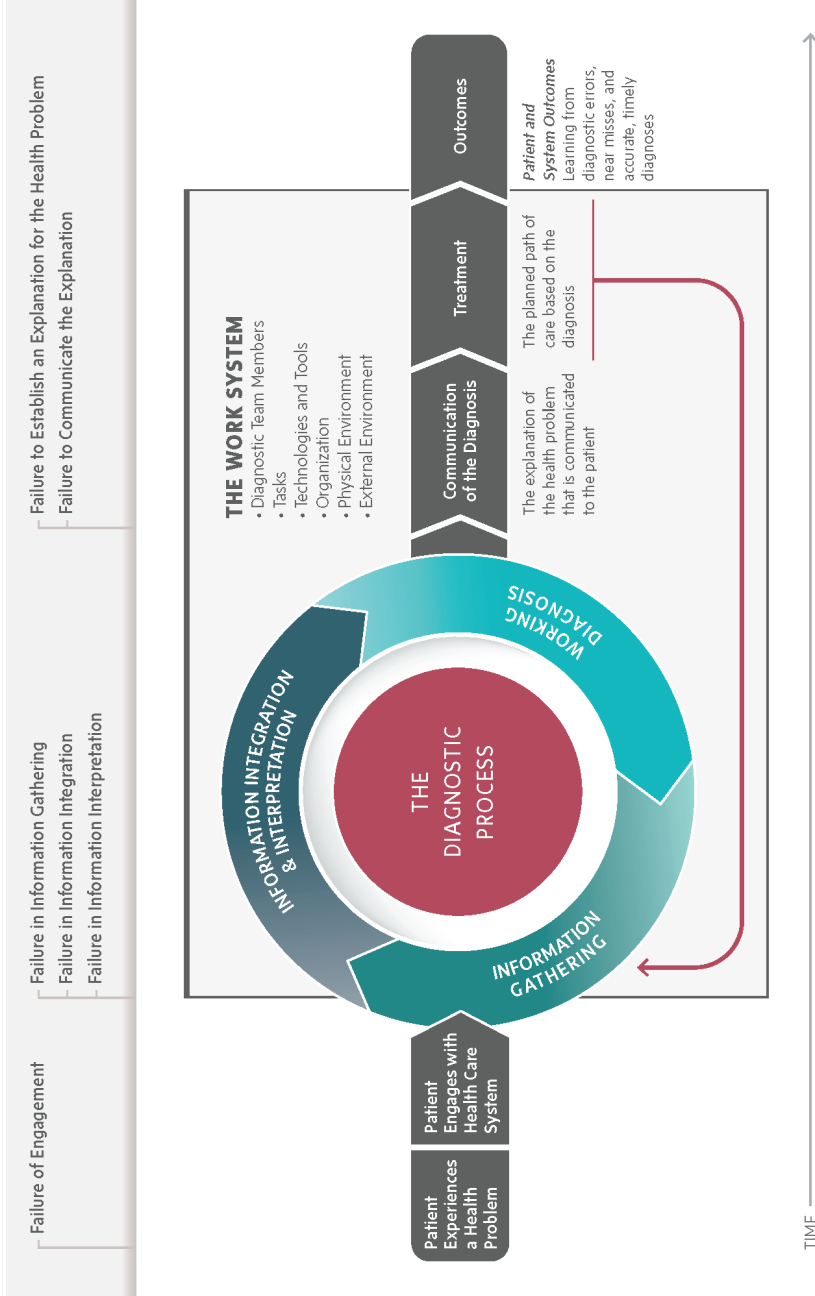 Failure of Engagement
Failure in Information Gathering
Failure in Information Integration
Failure in Information Interpretation
Failure to Establish an Explanation for the Health Problem
Failure to Communicate the Explanation
THE WORK SYSTEM
• Diagnostic Team Members
• Tasks
• Technologies and Tools
• Organization
• Physical Environment
• External Environment
Patient
Experiences
a Health
Problem
Patient
Engages with
Health Care
System
THE
DIAGNOSTIC
PROCESS
INFORMATION INTEGRATION
& INTERPRETATION
WORKING
DIAGNOSIS
INFORMATION
GATHERING
Communication
of the Diagnosis
The explanation of
the health problem
that is communicated
to the patient
Treatment
The planned path of
care based on the
diagnosis
Outcomes
Patient and
System Outcomes
Learning from
diagnostic errors,
near misses, and
accurate, timely
diagnoses
TIME